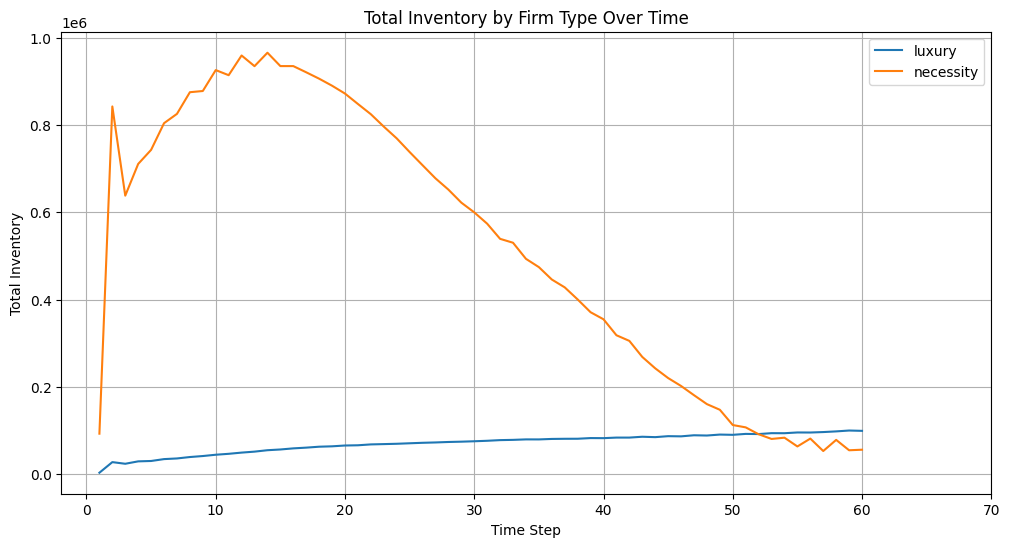 Total Inventory by Firm Type Over Time
1e6
luxury
necessity
1.0
0.8
0.6
0.4
0.2
0.0
Total Inventory
0 10 20 30 40 50 60 70
Time Step